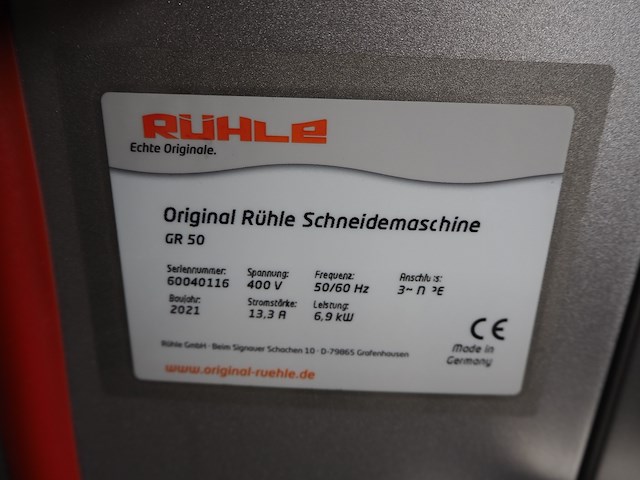 RÜHLE
Echte Originale.
Original Rühle Schneidemaschine
GR 50
Seriennummer: Spannung: Frequenz:
60040116 400 V 50/60 Hz 3~
Baujahr: Stromstärke: Leistung:
2021 13,3 A 6,9 kW
CE
Made in
Germany
Rühle GmbH · Beim Signauer Schachen 10 · D-79865 Grafenhausen
www.original-ruehle.de